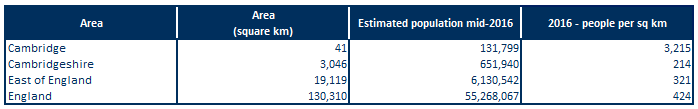 Area Area (square km) Estimated population mid-2016 2016 - people per sq km
Cambridge 41 131,799 3,215
Cambridgeshire 3,046 651,940 214
East of England 19,119 6,130,542 321
England 130,310 55,268,067 424